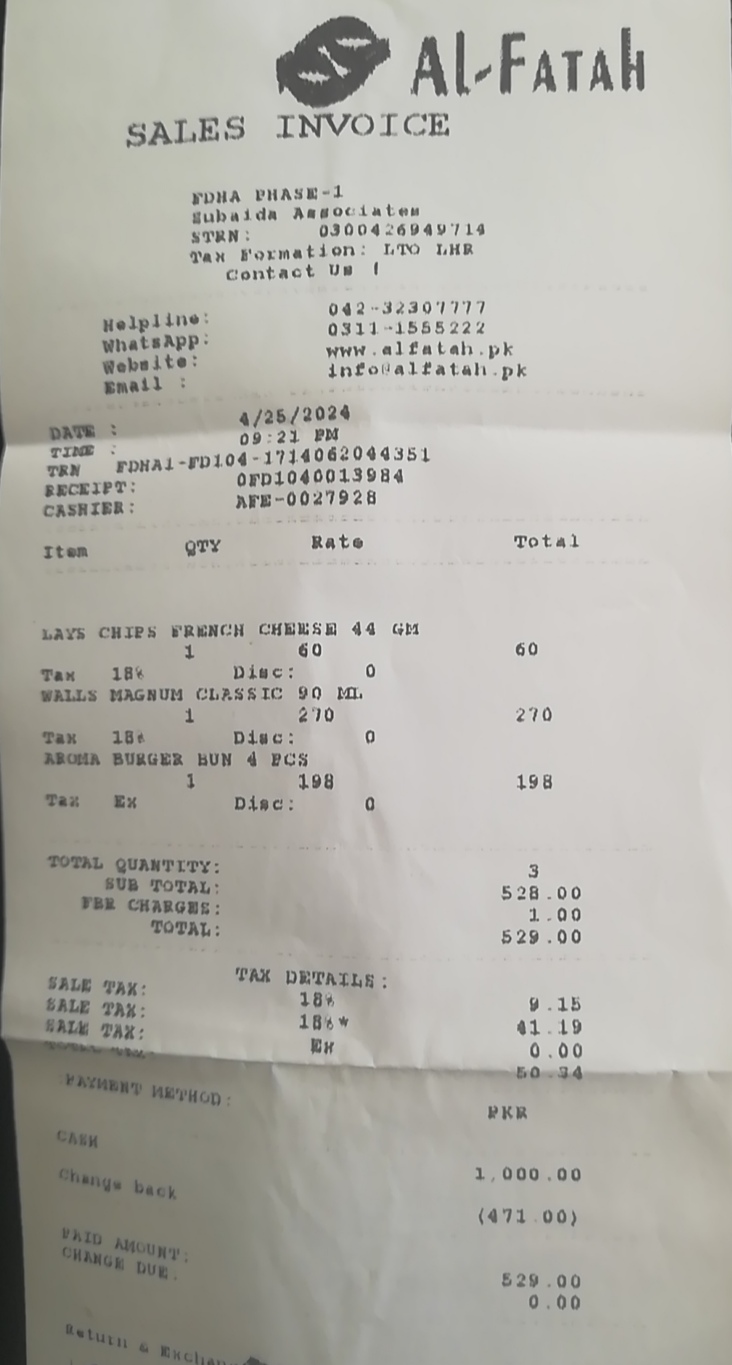 AL-FATAH
SALES INVOICE
FDHA PHASE-1
Subaida Associates
STRN: 0300426949714
Tax Formation: LTO LHR
Contact Us !
Helpline: 042-32307777
WhatsApp: 0311-1555222
Website: www.alfatah.pk
Email : info@alfatah.pk
DATE : 4/25/2024
TIME : 09:21 PM
TRN FDHA1-FD104-1714062044351
RECEIPT: 0FD1040013984
CASHIER: AFE-0027928
Item QTY Rate Total
LAYS CHIPS FRENCH CHEESE 44 GM
1 60 60
Tax 18% Disc: 0
WALLS MAGNUM CLASSIC 90 ML
1 270 270
Tax 18% Disc: 0
AROMA BURGER BUN 4 PCS
1 198 198
Tax Ex Disc: 0
TOTAL QUANTITY: 3
SUB TOTAL: 528.00
FBR CHARGES: 1.00
TOTAL: 529.00
TAX DETAILS:
SALE TAX: 18% 9.15
SALE TAX: 18%* 41.19
SALE TAX: Ex 0.00
TOTAL TAX: 50.34
PAYMENT METHOD: PKR
CASH 1,000.00
Change back (471.00)
PAID AMOUNT: 529.00
CHANGE DUE: 0.00
Return & Exchan